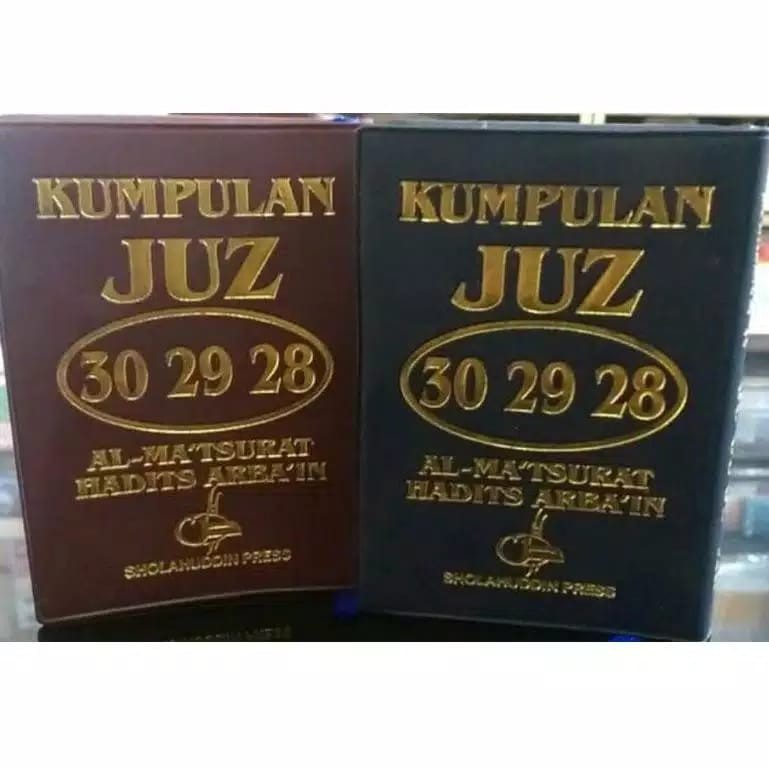 KUMPULAN
JUZ
30 29 28
AL-MA'TSURAT
HADITS ARBA'IN
SHOLAHUDDIN PRESS
KUMPULAN
JUZ
30 29 28
AL-MA'TSURAT
HADITS ARBA'IN
SHOLAHUDDIN PRESS